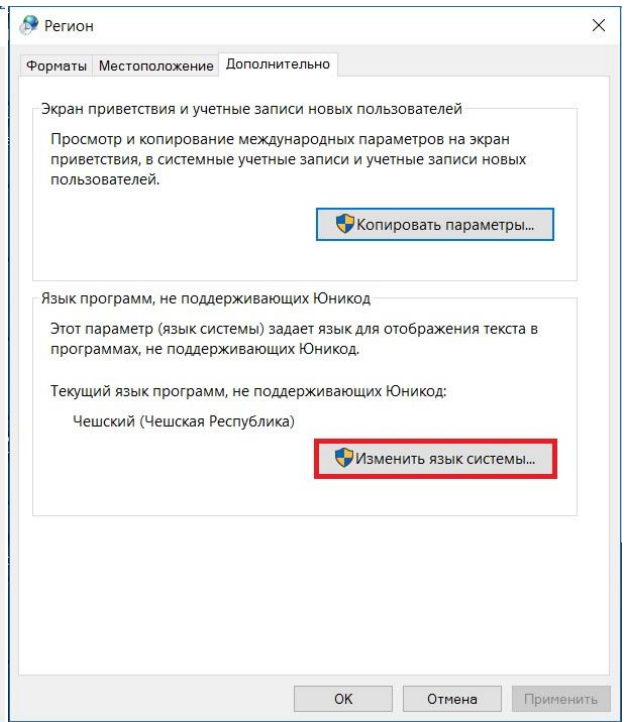 Регион
Форматы Местоположение Дополнительно
Экран приветствия и учетные записи новых пользователей
Просмотр и копирование международных параметров на экран
приветствия, в системные учетные записи и учетные записи новых
пользователей.
Копировать параметры...
Язык программ, не поддерживающих Юникод
Этот параметр (язык системы) задает язык для отображения текста в
программах, не поддерживающих Юникод.
Текущий язык программ, не поддерживающих Юникод:
Чешский (Чешская Республика)
Изменить язык системы...
ОК Отмена Применить